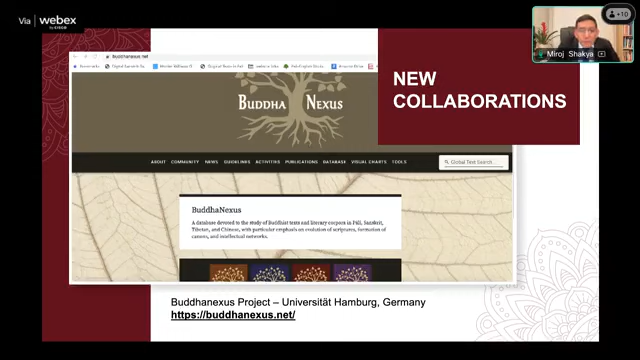 Via webex
by CISCO
+10
Miroj Shakya
NEW
COLLABORATIONS
buddhanexus.net
BUDDHA NEXUS
ABOUT COMMUNITY NEWS GUIDELINES ACTIVITIES PUBLICATIONS DATABASE VISUAL CHARTS TOOLS
Global Text Search...
BuddhaNexus
A database devoted to the study of Buddhist texts and literary corpora in Pāli, Sanskrit,
Tibetan, and Chinese, with particular emphasis on evolution of scriptures, formation of
canons, and intellectual networks.
Buddhanexus Project – Universität Hamburg, Germany
https://buddhanexus.net/